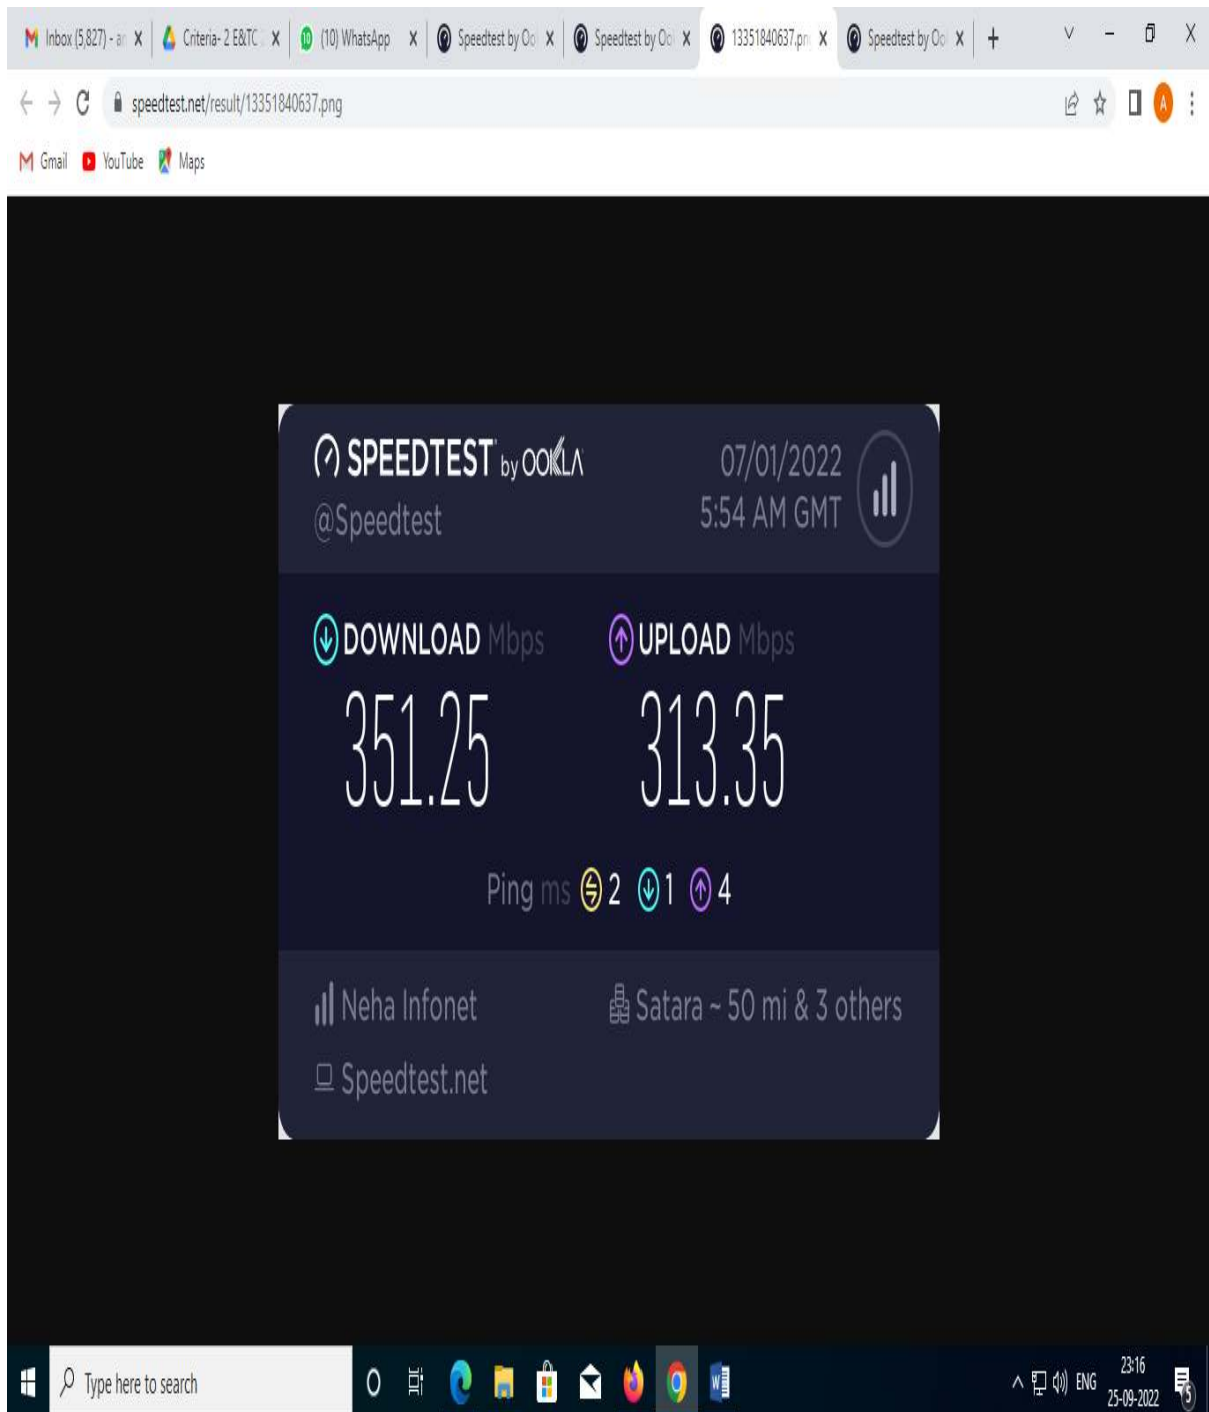 Inbox (5,827) - a
Criteria- 2 E&TC
(10) WhatsApp
Speedtest by Oo
Speedtest by Oo
13351840637.pn
Speedtest by Oo
speedtest.net/result/13351840637.png
Gmail
YouTube
Maps
SPEEDTEST by OOKLA
@Speedtest
07/01/2022
5:54 AM GMT
DOWNLOAD Mbps
351.25
UPLOAD Mbps
313.35
Ping ms 2 1 4
Neha Infonet
Satara ~ 50 mi & 3 others
Speedtest.net
Type here to search
ENG
23:16
25-09-2022
5